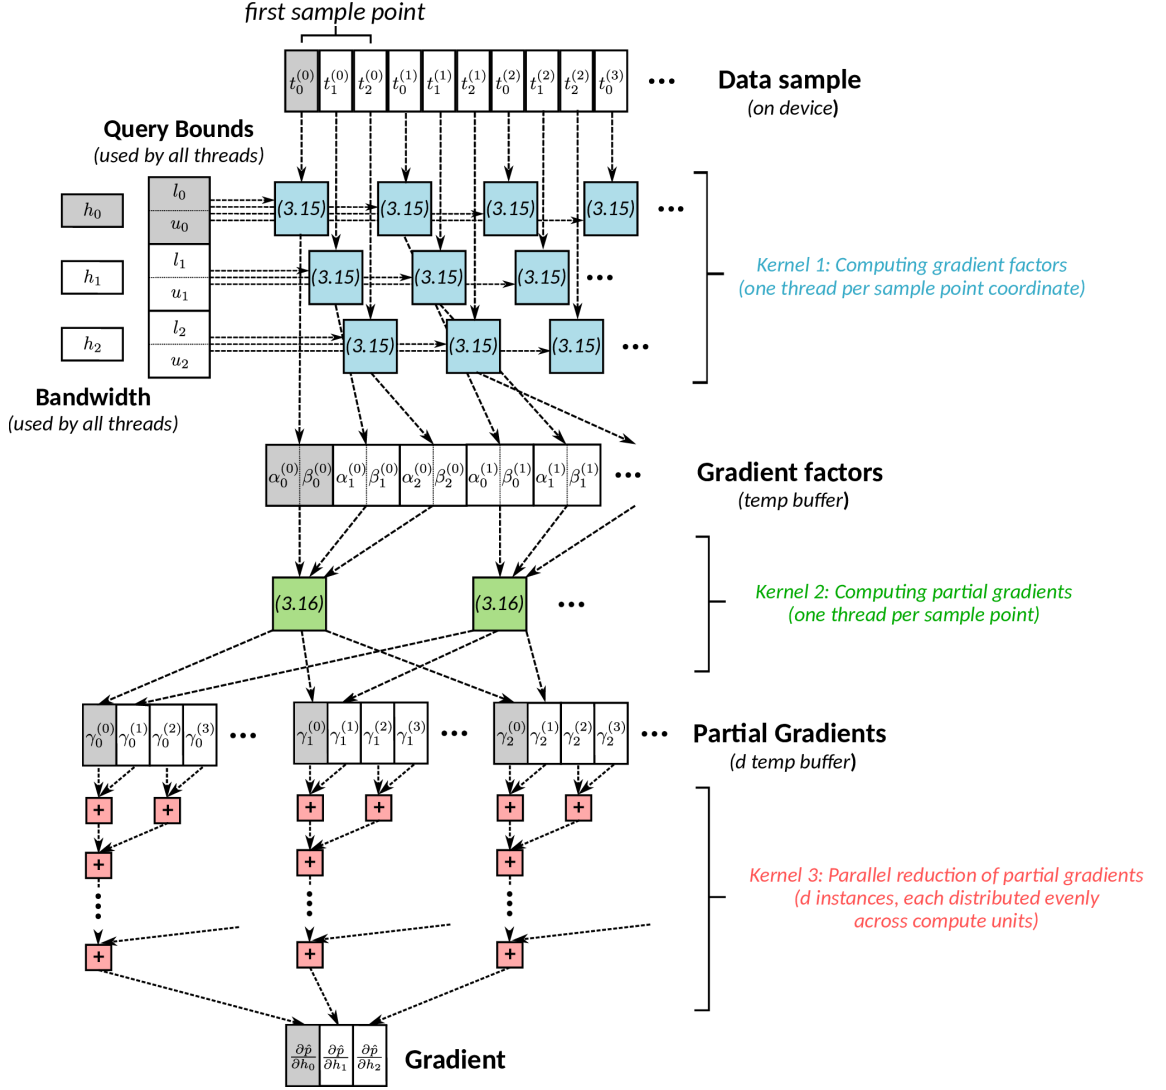 first sample point
t_0^{(0)} t_1^{(0)} t_2^{(0)} t_0^{(1)} t_1^{(1)} t_2^{(1)} t_0^{(2)} t_1^{(2)} t_2^{(2)} t_0^{(3)} •••
Data sample
(on device)
Query Bounds
(used by all threads)
h_0
l_0
u_0
(3.15) (3.15) (3.15) (3.15) •••
h_1
l_1
u_1
(3.15) (3.15) (3.15) •••
h_2
l_2
u_2
(3.15) (3.15) (3.15) •••
Kernel 1: Computing gradient factors
(one thread per sample point coordinate)
Bandwidth
(used by all threads)
α_0^{(0)} β_0^{(0)} α_1^{(0)} β_1^{(0)} α_2^{(0)} β_2^{(0)} α_0^{(1)} β_0^{(1)} α_1^{(1)} β_1^{(1)} •••
Gradient factors
(temp buffer)
(3.16) (3.16) •••
Kernel 2: Computing partial gradients
(one thread per sample point)
γ_0^{(0)} γ_0^{(1)} γ_0^{(2)} γ_0^{(3)} ••• γ_1^{(0)} γ_1^{(1)} γ_1^{(2)} γ_1^{(3)} ••• γ_2^{(0)} γ_2^{(1)} γ_2^{(2)} γ_2^{(3)} •••
Partial Gradients
(d temp buffer)
+ + + + + +
+ + +
+ + +
Kernel 3: Parallel reduction of partial gradients
(d instances, each distributed evenly
across compute units)
∂p̂/∂h_0 ∂p̂/∂h_1 ∂p̂/∂h_2
Gradient